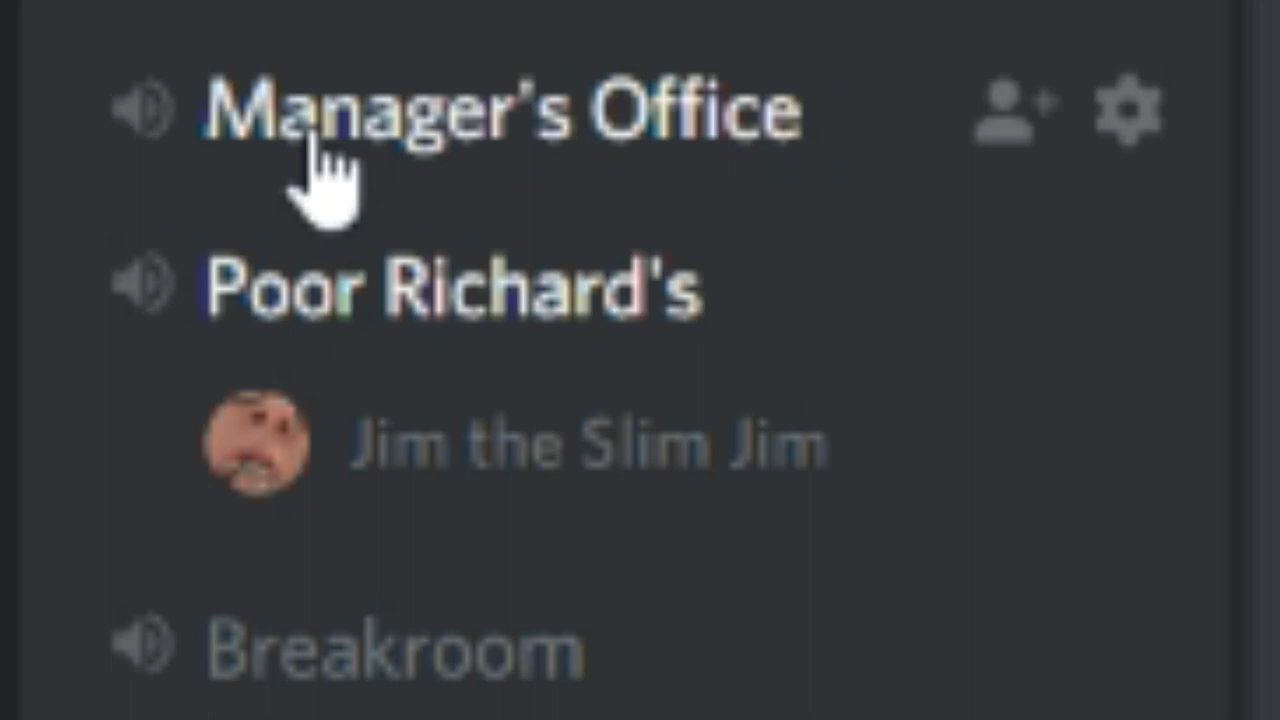 Manager's Office
Poor Richard's
Jim the Slim Jim
Breakroom